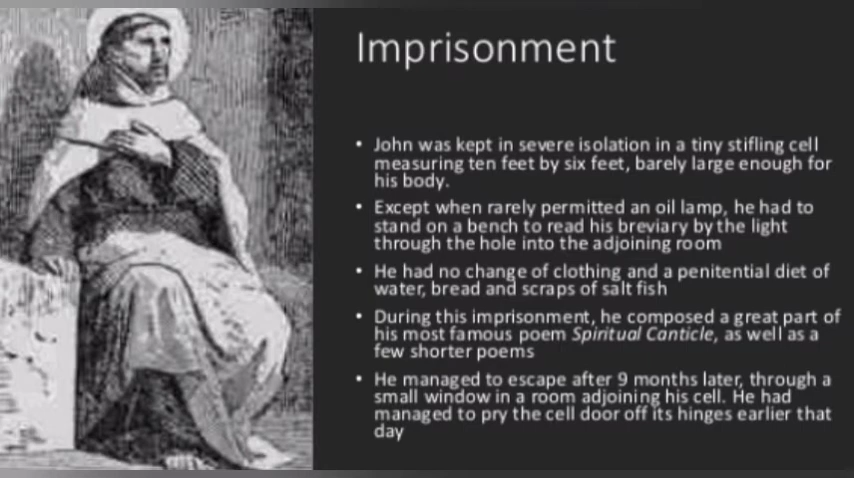 Imprisonment
• John was kept in severe isolation in a tiny stifling cell
measuring ten feet by six feet, barely large enough for
his body.
• Except when rarely permitted an oil lamp, he had to
stand on a bench to read his breviary by the light
through the hole into the adjoining room
• He had no change of clothing and a penitential diet of
water, bread and scraps of salt fish
• During this imprisonment, he composed a great part of
his most famous poem Spiritual Canticle, as well as a
few shorter poems
• He managed to escape after 9 months later, through a
small window in a room adjoining his cell. He had
managed to pry the cell door off its hinges earlier that
day